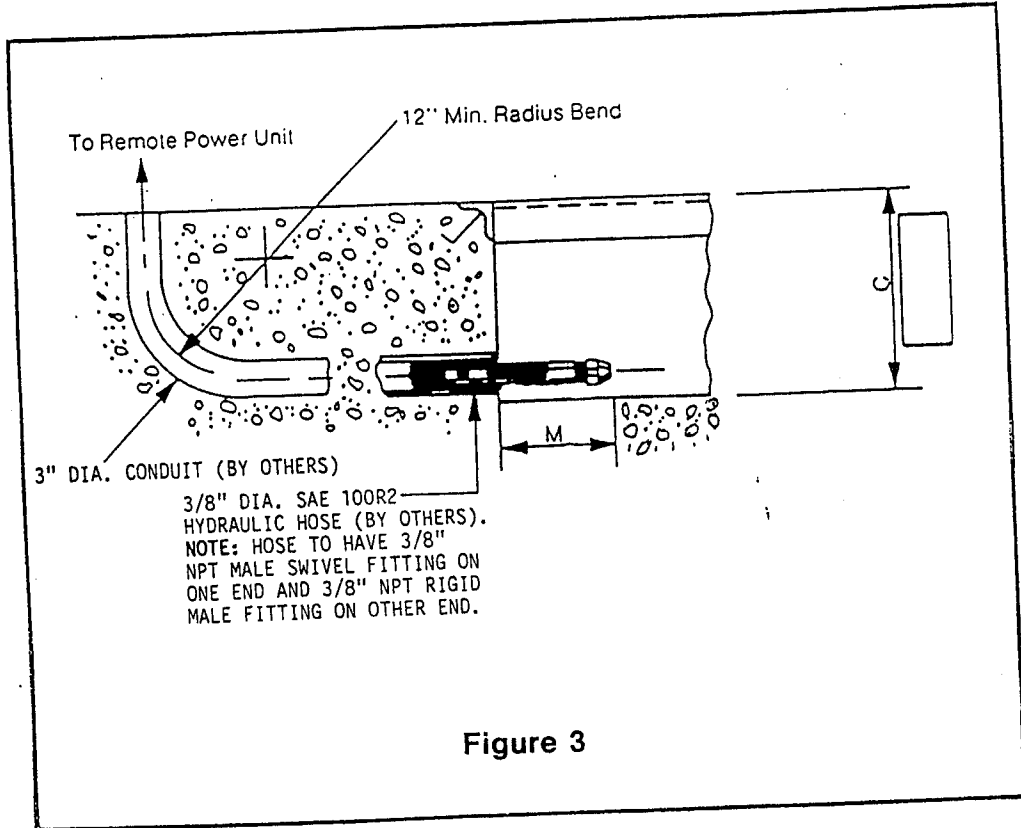 To Remote Power Unit
12" Min. Radius Bend
C
M
3" DIA. CONDUIT (BY OTHERS)
3/8" DIA. SAE 100R2
HYDRAULIC HOSE (BY OTHERS).
NOTE: HOSE TO HAVE 3/8"
NPT MALE SWIVEL FITTING ON
ONE END AND 3/8" NPT RIGID
MALE FITTING ON OTHER END.
Figure 3